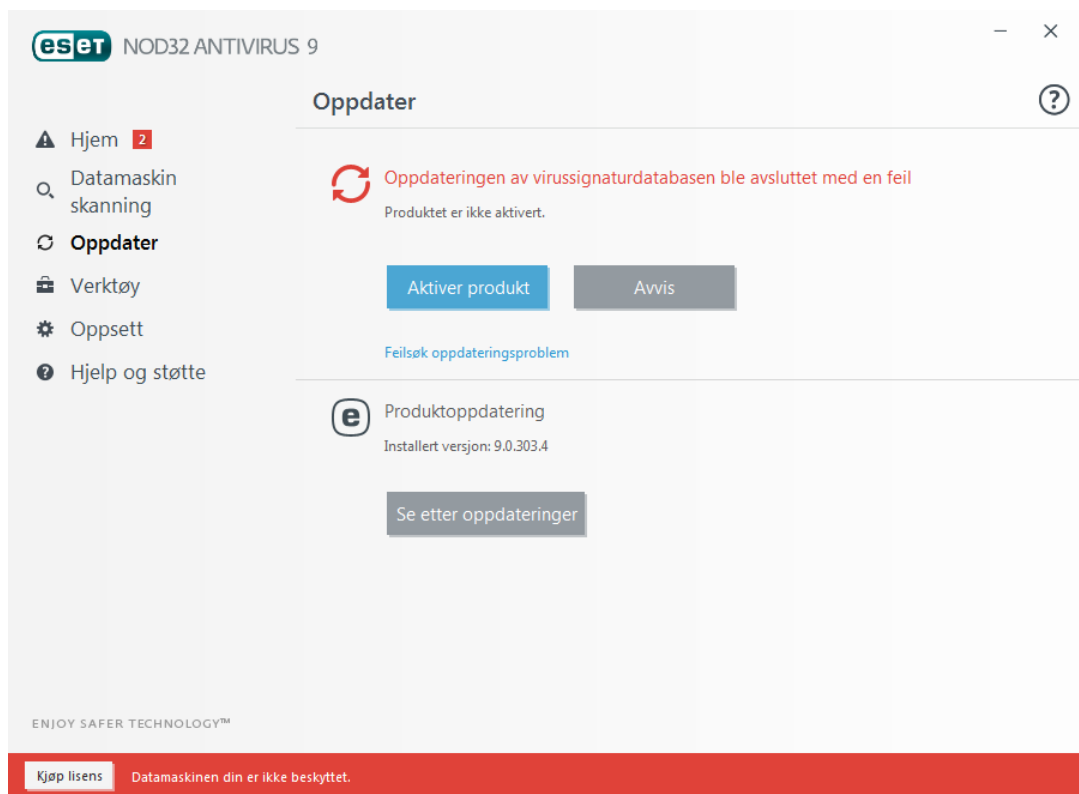 eset NOD32 ANTIVIRUS 9
Oppdater
?
Hjem 2
Datamaskin
skanning
Oppdater
Verktøy
Oppsett
Hjelp og støtte
Oppdateringen av virussignaturdatabasen ble avsluttet med en feil
Produktet er ikke aktivert.
Aktiver produkt
Avvis
Feilsøk oppdateringsproblem
e
Produktoppdatering
Installert versjon: 9.0.303.4
Se etter oppdateringer
ENJOY SAFER TECHNOLOGY™
Kjøp lisens
Datamaskinen din er ikke beskyttet.